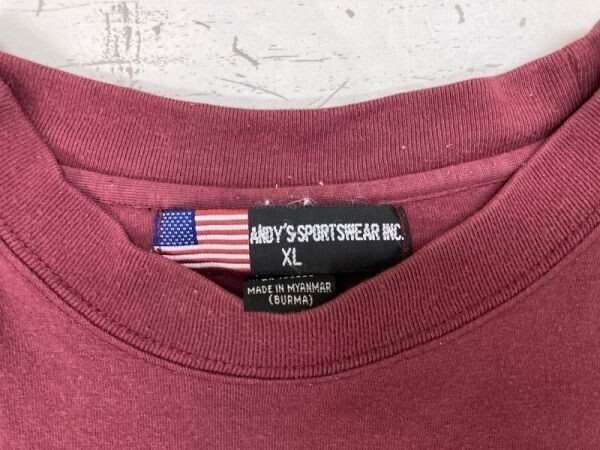 ANDY'S SPORTSWEAR INC.
XL
MADE IN MYANMAR
(BURMA)